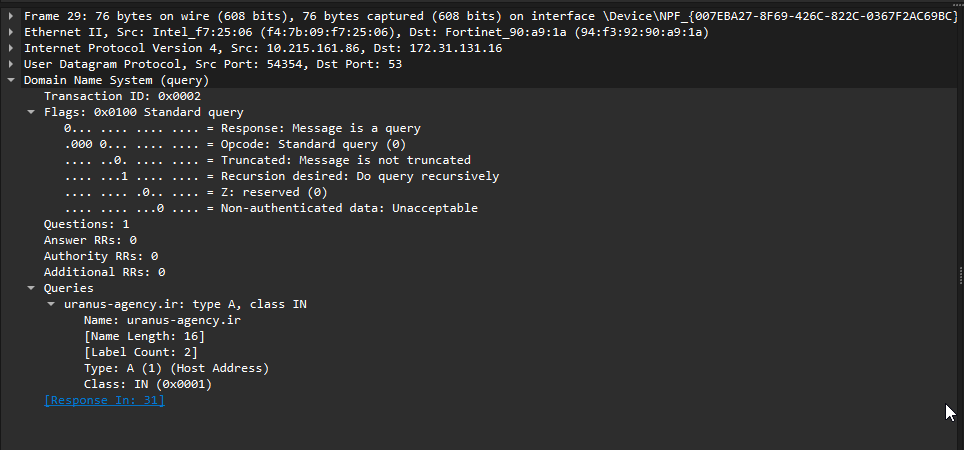 Frame 29: 76 bytes on wire (608 bits), 76 bytes captured (608 bits) on interface \Device\NPF_{007EBA27-8F69-426C-822C-0367F2AC69BC}
Ethernet II, Src: Intel_f7:25:06 (f4:7b:09:f7:25:06), Dst: Fortinet_90:a9:1a (94:f3:92:90:a9:1a)
Internet Protocol Version 4, Src: 10.215.161.86, Dst: 172.31.131.16
User Datagram Protocol, Src Port: 54354, Dst Port: 53
Domain Name System (query)
Transaction ID: 0x0002
Flags: 0x0100 Standard query
0... .... .... .... = Response: Message is a query
.000 0... .... .... = Opcode: Standard query (0)
.... ..0. .... .... = Truncated: Message is not truncated
.... ...1 .... .... = Recursion desired: Do query recursively
.... .... .0.. .... = Z: reserved (0)
.... .... ...0 .... = Non-authenticated data: Unacceptable
Questions: 1
Answer RRs: 0
Authority RRs: 0
Additional RRs: 0
Queries
uranus-agency.ir: type A, class IN
Name: uranus-agency.ir
[Name Length: 16]
[Label Count: 2]
Type: A (1) (Host Address)
Class: IN (0x0001)
[Response In: 31]